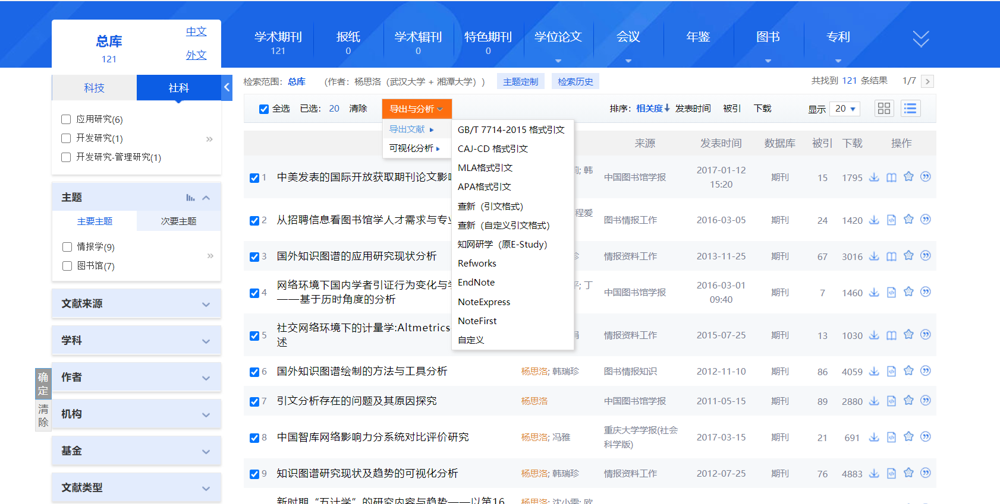 总库
121
中文
外文
学术期刊
121
报纸
0
学术辑刊
0
特色期刊
0
学位论文
会议
年鉴
图书
专利
科技
社科
应用研究(6)
开发研究(1)
开发研究-管理研究(1)
主题
主要主题
次要主题
情报学(9)
图书馆(7)
文献来源
学科
作者
机构
基金
文献类型
确定
清除
检索范围：总库 （作者：杨思洛（武汉大学 + 湘潭大学））
主题定制
检索历史
共找到 121 条结果 1/7
全选 已选： 20 清除
导出与分析
排序： 相关度 发表时间 被引 下载
显示 20
导出文献
可视化分析
GB/T 7714-2015 格式引文
CAJ-CD 格式引文
MLA格式引文
APA格式引文
查新（引文格式）
查新（自定义引文格式）
知网研学（原E-Study）
Refworks
EndNote
NoteExpress
NoteFirst
自定义
来源 发表时间 数据库 被引 下载 操作
1 中美发表的国际开放获取期刊论文影 ; 韩 中国图书馆学报 2017-01-12 15:20 期刊 15 1795
2 从招聘信息看图书馆学人才需求与专 程爱 图书情报工作 2016-03-05 期刊 24 1420
3 国外知识图谱的应用研究现状分析 情报资料工作 2013-11-25 期刊 67 3016
4 网络环境下国内学者引证行为变化与
——基于历时角度的分析 ; 丁 中国图书馆学报 2016-03-01 09:40 期刊 7 1460
5 社交网络环境下的计量学:Altmetrics
述 情报资料工作 2015-07-25 期刊 13 1030
6 国外知识图谱绘制的方法与工具分析 杨思洛; 韩瑞珍 图书情报知识 2012-11-10 期刊 86 4059
7 引文分析存在的问题及其原因探究 杨思洛 中国图书馆学报 2011-05-15 期刊 89 2880
8 中国智库网络影响力分系统对比评价研究 杨思洛; 冯雅 重庆大学学报(社会科学版) 2017-03-15 期刊 21 691
9 知识图谱研究现状及趋势的可视化分析 杨思洛; 韩瑞珍 情报资料工作 2012-07-25 期刊 76 4883
新时期“五计学”的研究内容与趋势——以第16 杨思洛; 沈小雯; 欧